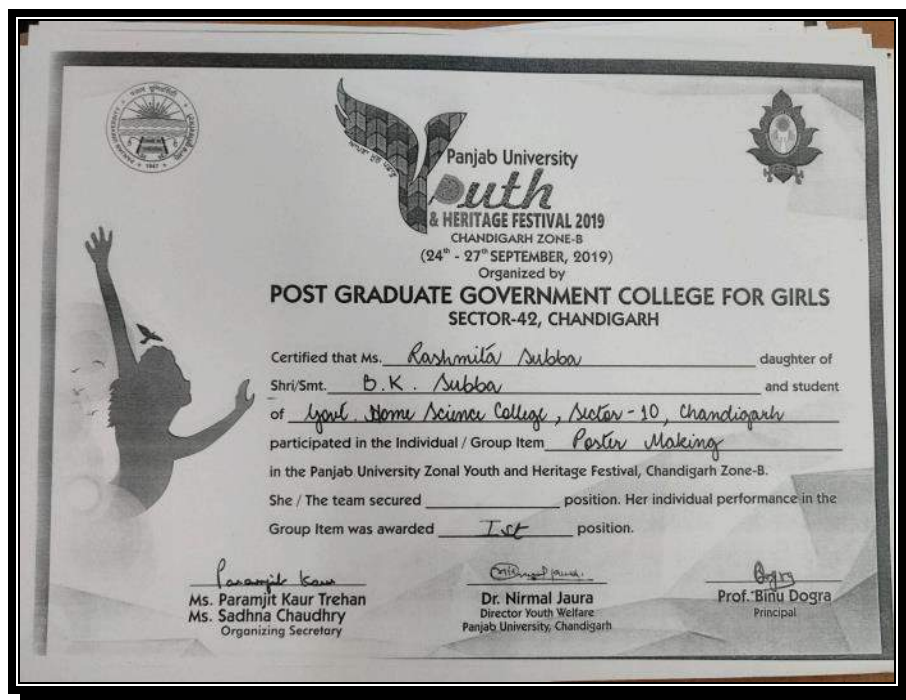 Panjab University
Youth
& HERITAGE FESTIVAL 2019
CHANDIGARH ZONE-B
(24th - 27th SEPTEMBER, 2019)
Organized by
POST GRADUATE GOVERNMENT COLLEGE FOR GIRLS
SECTOR-42, CHANDIGARH
Certified that Ms. Rashmita Subba daughter of
Shri/Smt. B.K. Subba and student
of Govt. Home Science College, Sector-10, Chandigarh
participated in the Individual / Group Item Poster Making
in the Panjab University Zonal Youth and Heritage Festival, Chandigarh Zone-B.
She / The team secured position. Her individual performance in the
Group Item was awarded Ist position.
Paramjit Kaur
Ms. Paramjit Kaur Trehan
Ms. Sadhna Chaudhry
Organizing Secretary
Dr. Nirmal Jaura
Director Youth Welfare
Panjab University, Chandigarh
Dogra
Prof. Binu Dogra
Principal